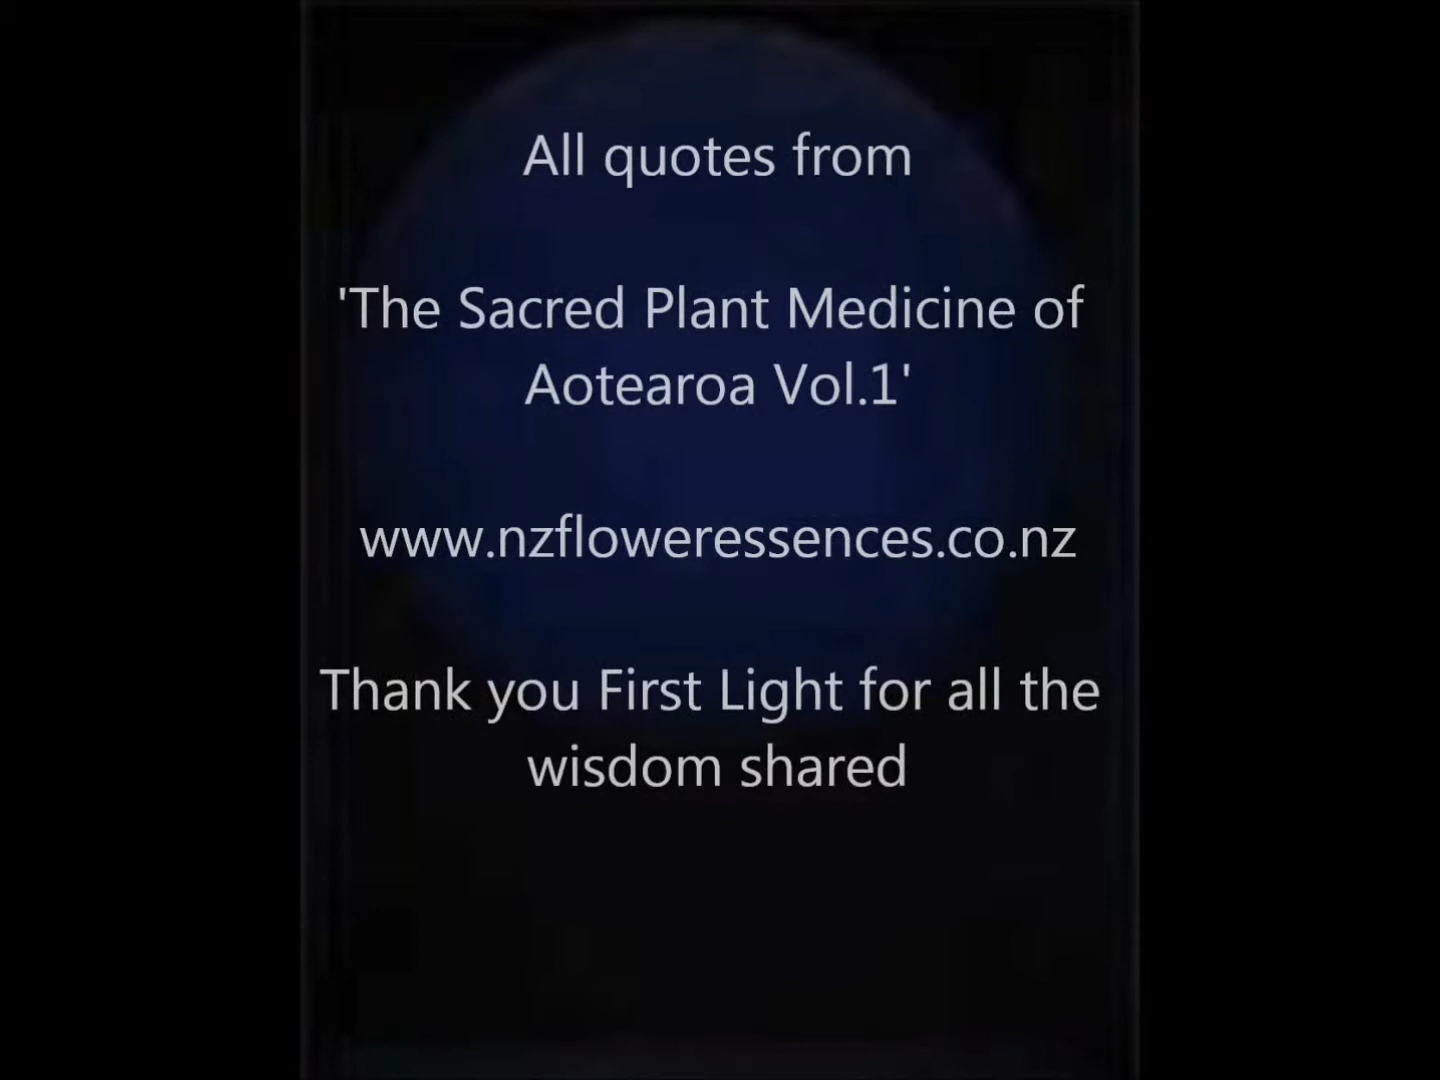 All quotes from
'The Sacred Plant Medicine of
Aotearoa Vol.1'
www.nzfloweressences.co.nz
Thank you First Light for all the
wisdom shared